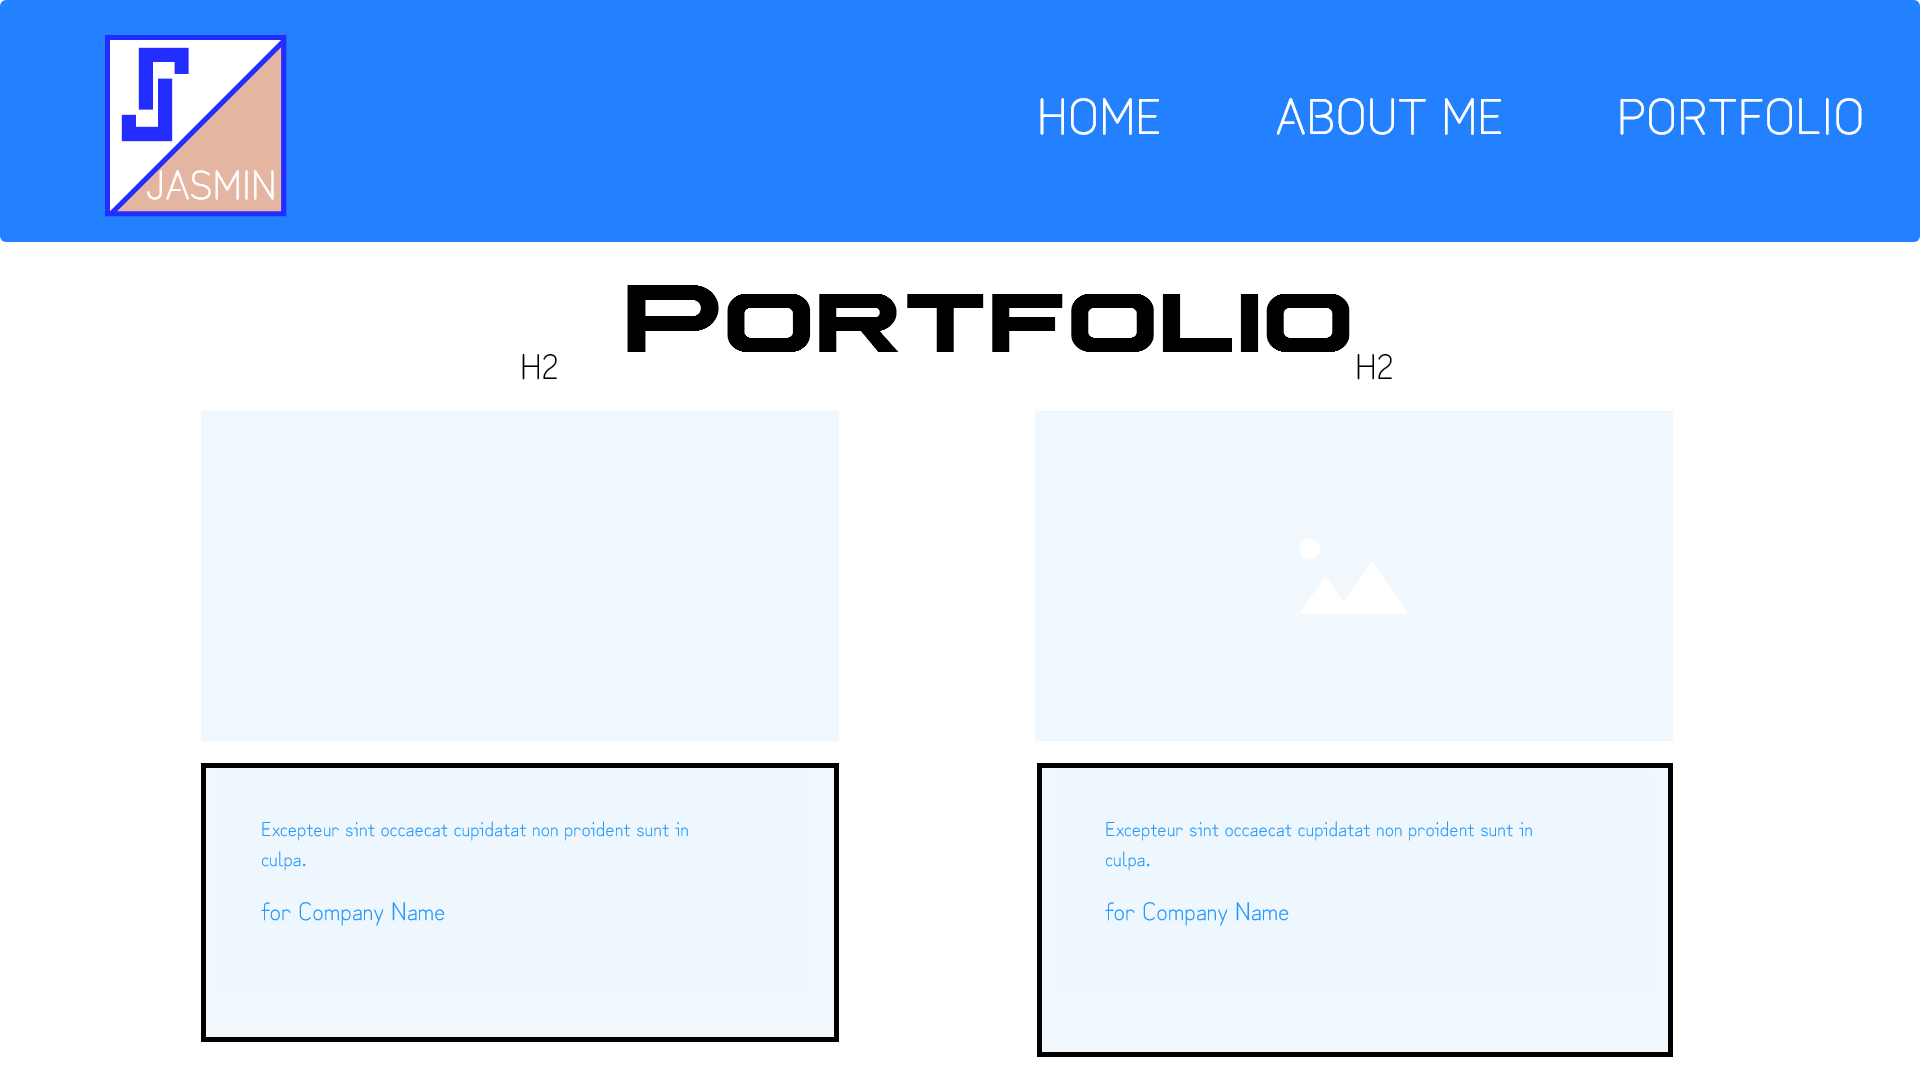 JASMIN
HOME ABOUT ME PORTFOLIO
PORTFOLIO
H2 H2
Excepteur sint occaecat cupidatat non proident sunt in
culpa.
for Company Name
Excepteur sint occaecat cupidatat non proident sunt in
culpa.
for Company Name